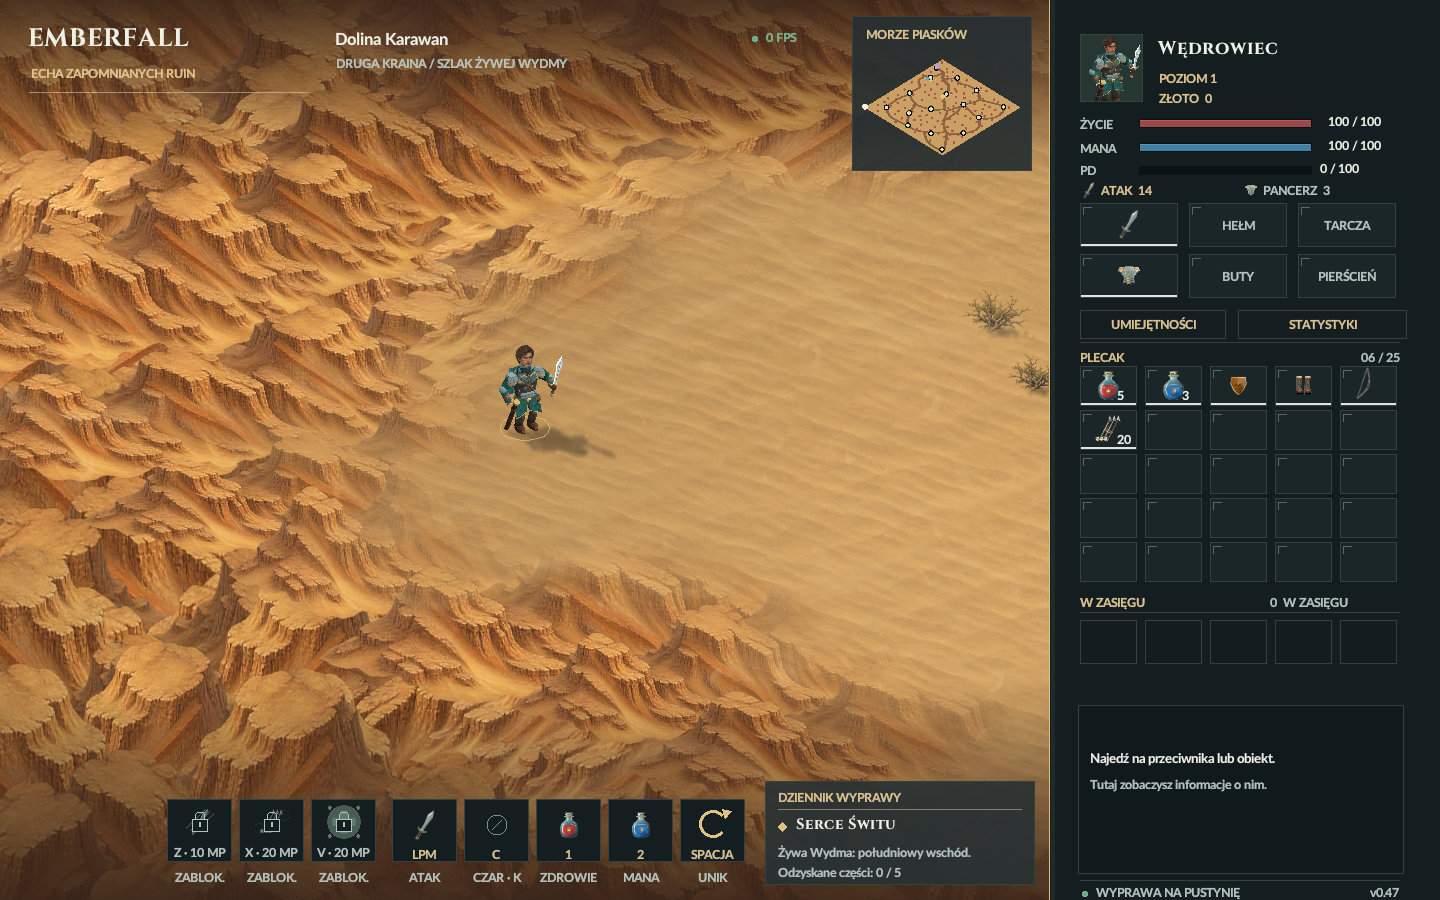 EMBERFALL
ECHA ZAPOMNIANYCH RUIN
Dolina Karawan
DRUGA KRAINA / SZLAK ŻYWEJ WYDMY
0 FPS
MORZE PIASKÓW
Wędrowiec
POZIOM 1
ZŁOTO 0
ŻYCIE 100 / 100
MANA 100 / 100
PD 0 / 100
ATAK 14 PANCERZ 3
HEŁM TARCZA
BUTY PIERŚCIEŃ
UMIEJĘTNOŚCI STATYSTYKI
PLECAK 06 / 25
5 3
20
W ZASIĘGU 0 W ZASIĘGU
Najedź na przeciwnika lub obiekt.
Tutaj zobaczysz informacje o nim.
WYPRAWA NA PUSTYNIĘ v0.47
Z · 10 MP X · 20 MP V · 20 MP LPM C 1 2 SPACJA
ZABLOK. ZABLOK. ZABLOK. ATAK CZAR · K ZDROWIE MANA UNIK
DZIENNIK WYPRAWY
Serce Świtu
Żywa Wydma: południowy wschód.
Odzyskane części: 0 / 5